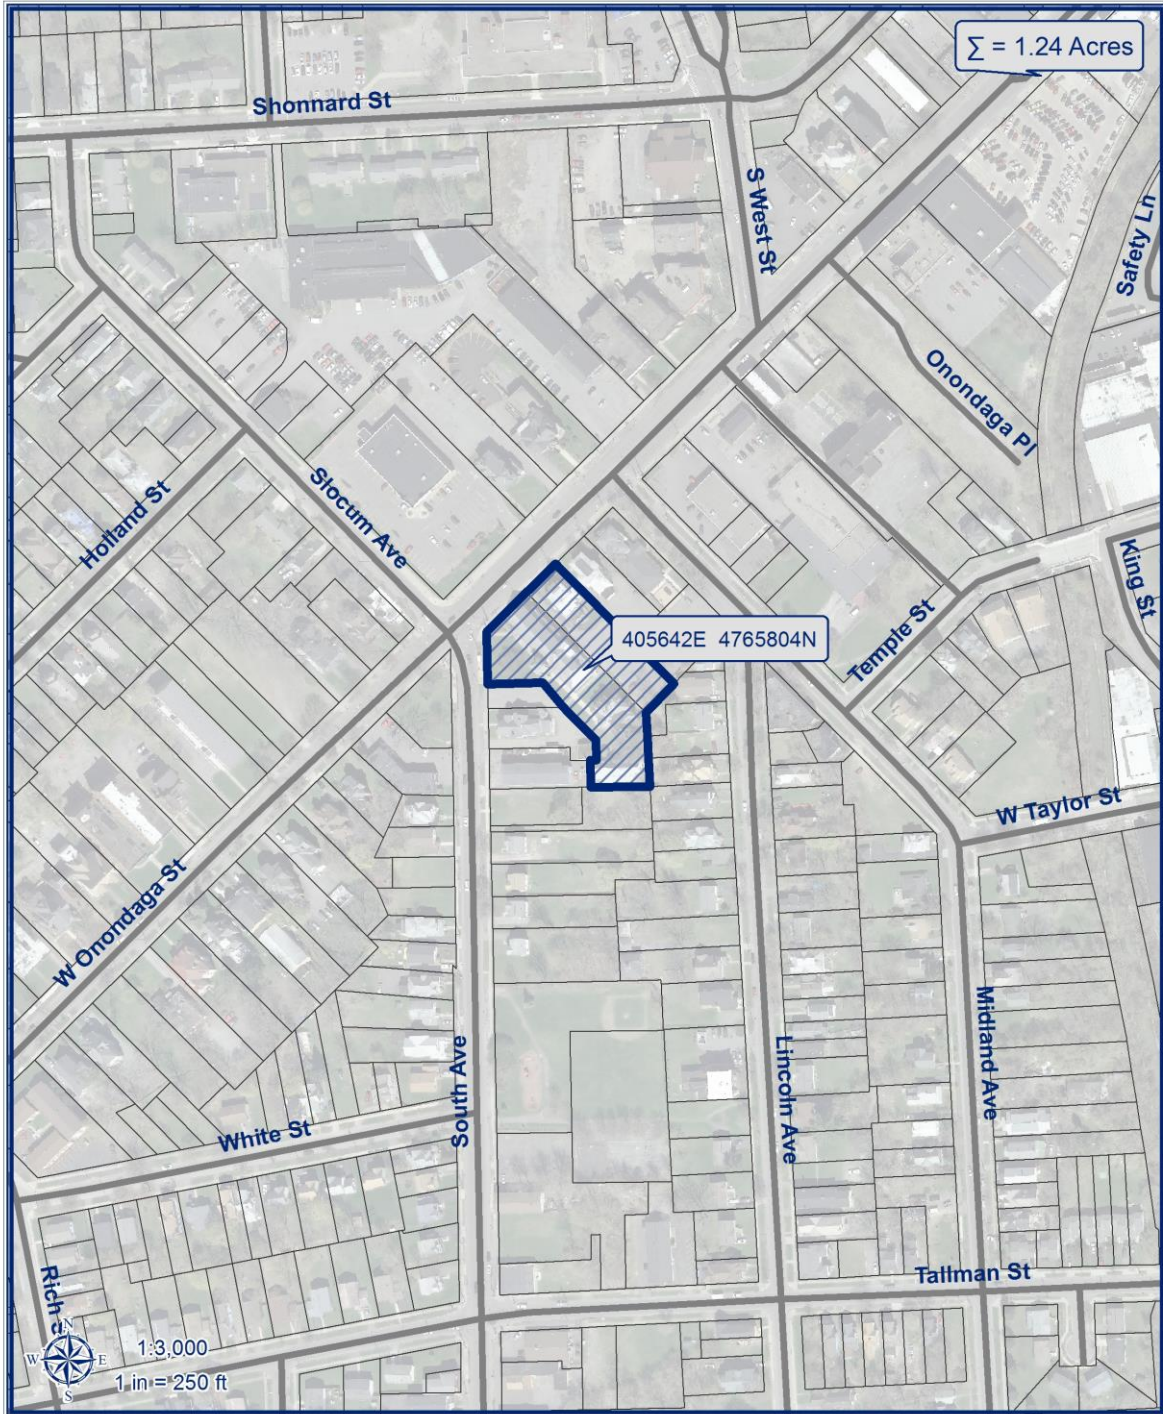 ∑ = 1.24 Acres
Shonnard St
S West St
Safety Ln
Onondaga Pl
Holland St
Slocum Ave
King St
405642E 4765804N
Temple St
W Taylor St
W Onondaga St
South Ave
Lincoln Ave
Midland Ave
White St
Tallman St
Rich S
N
W E
S
1:3,000
1 in = 250 ft